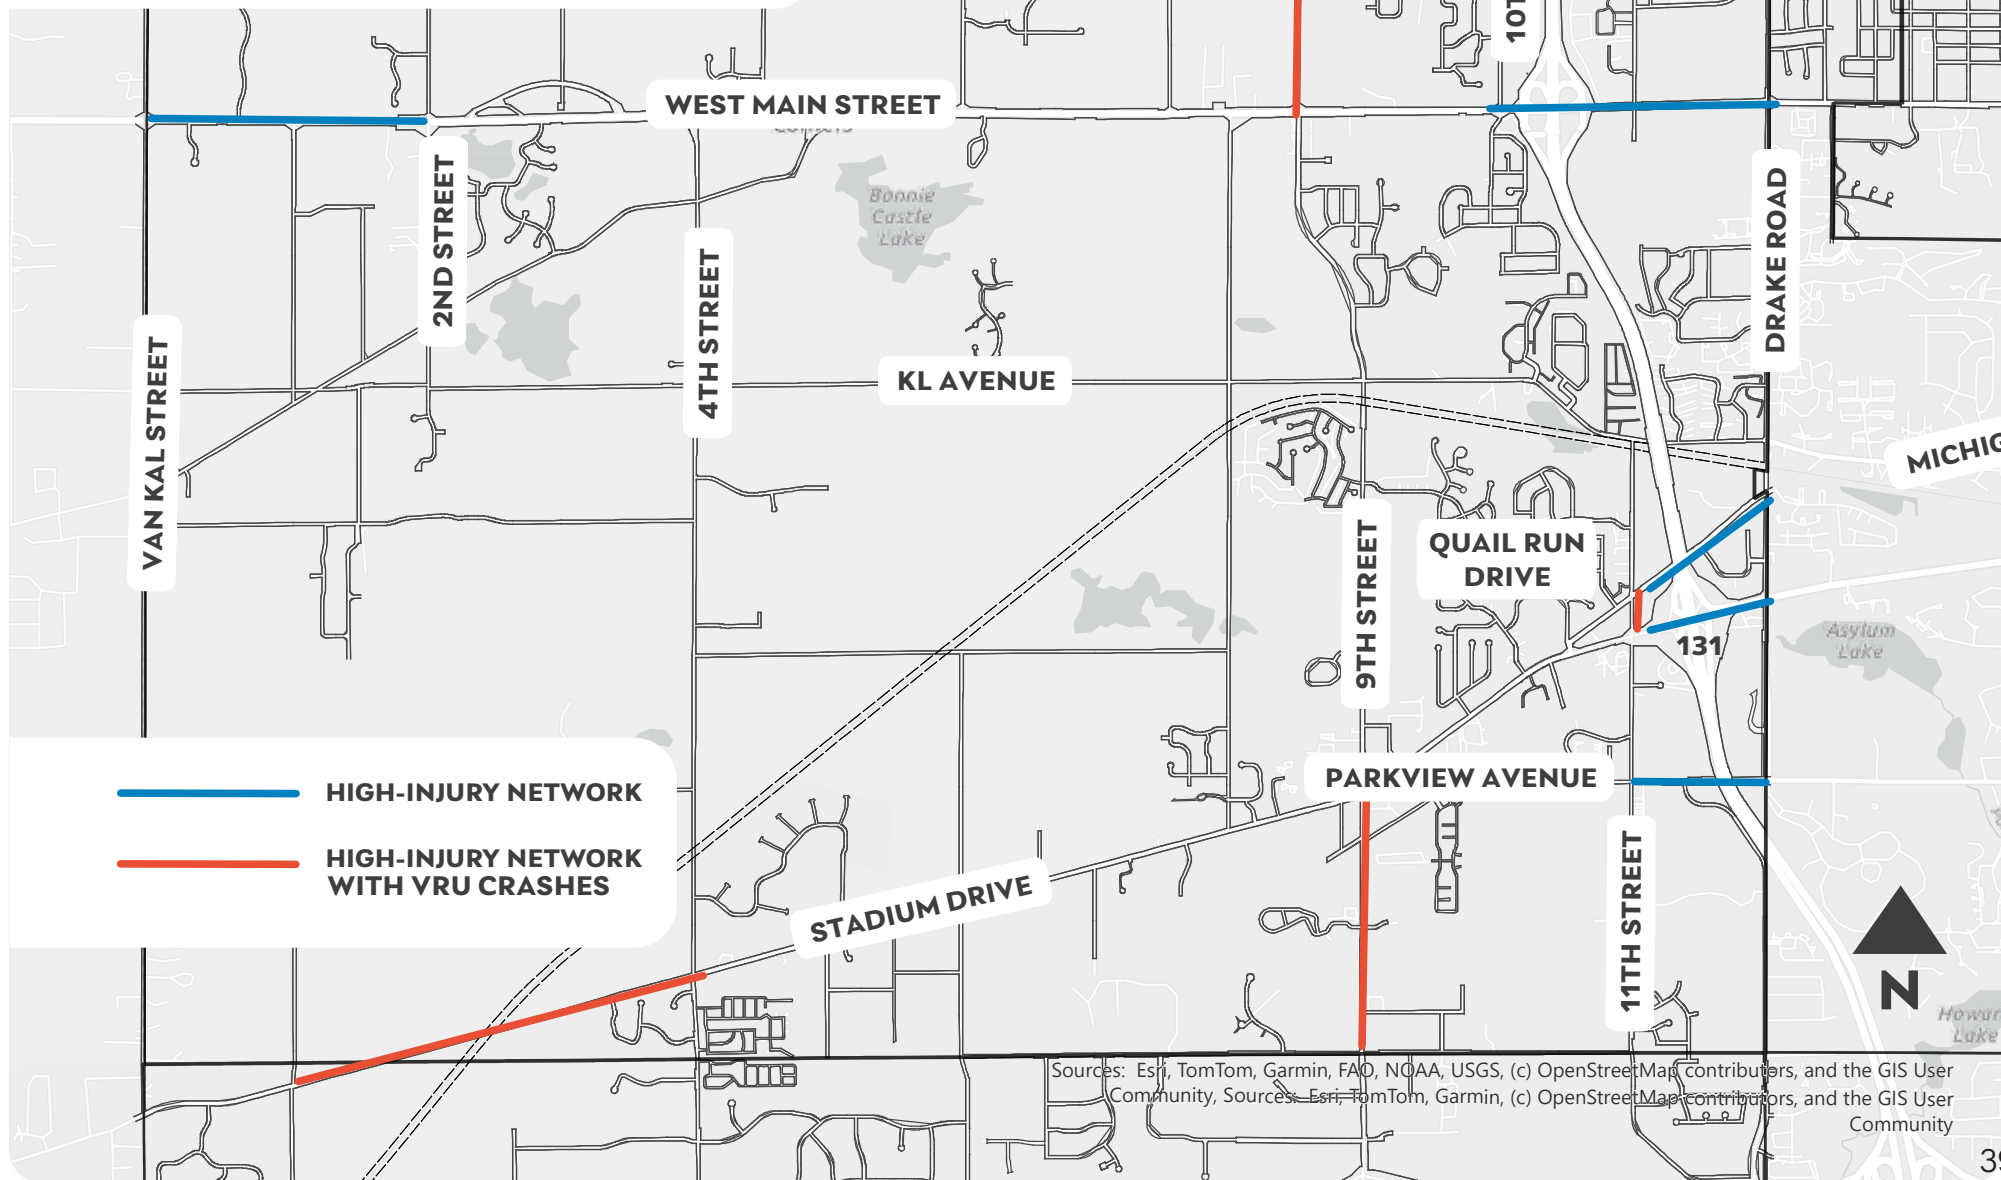 WEST MAIN STREET
2ND STREET
Bonnie
Castle
Lake
DRAKE ROAD
4TH STREET
VAN KAL STREET
KL AVENUE
9TH STREET
QUAIL RUN
DRIVE
131
Asylum
Lake
PARKVIEW AVENUE
HIGH-INJURY NETWORK
HIGH-INJURY NETWORK
WITH VRU CRASHES
STADIUM DRIVE
11TH STREET
N
Lake
Sources: Esri, TomTom, Garmin, FAO, NOAA, USGS, (c) OpenStreetMap contributors, and the GIS User
Community, Sources: Esri, TomTom, Garmin, (c) OpenStreetMap contributors, and the GIS User
Community